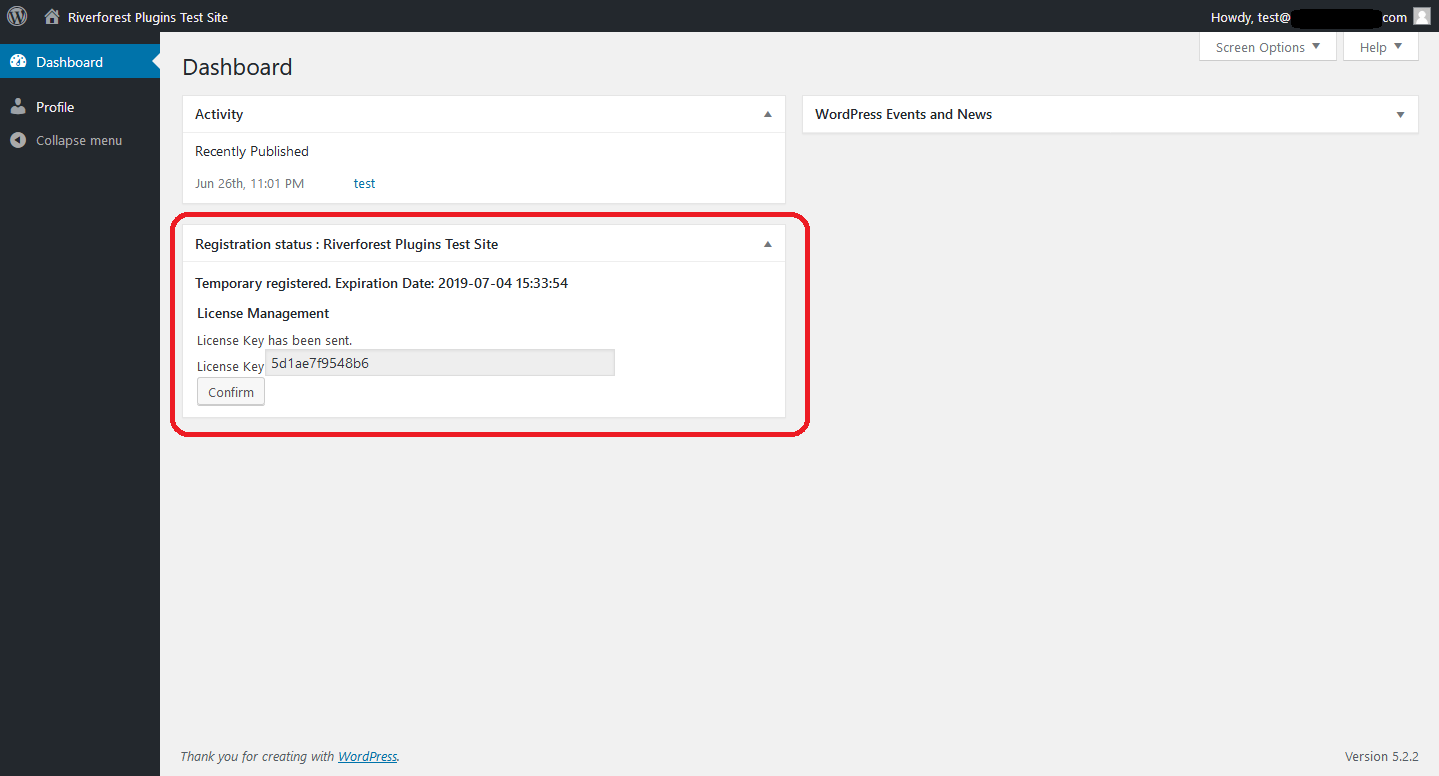 Riverforest Plugins Test Site
Howdy, test@ com
Dashboard
Profile
Collapse menu
Screen Options
Help
Dashboard
Activity
Recently Published
Jun 26th, 11:01 PM test
WordPress Events and News
Registration status : Riverforest Plugins Test Site
Temporary registered. Expiration Date: 2019-07-04 15:33:54
License Management
License Key has been sent.
License Key 5d1ae7f9548b6
Confirm
Thank you for creating with WordPress.
Version 5.2.2